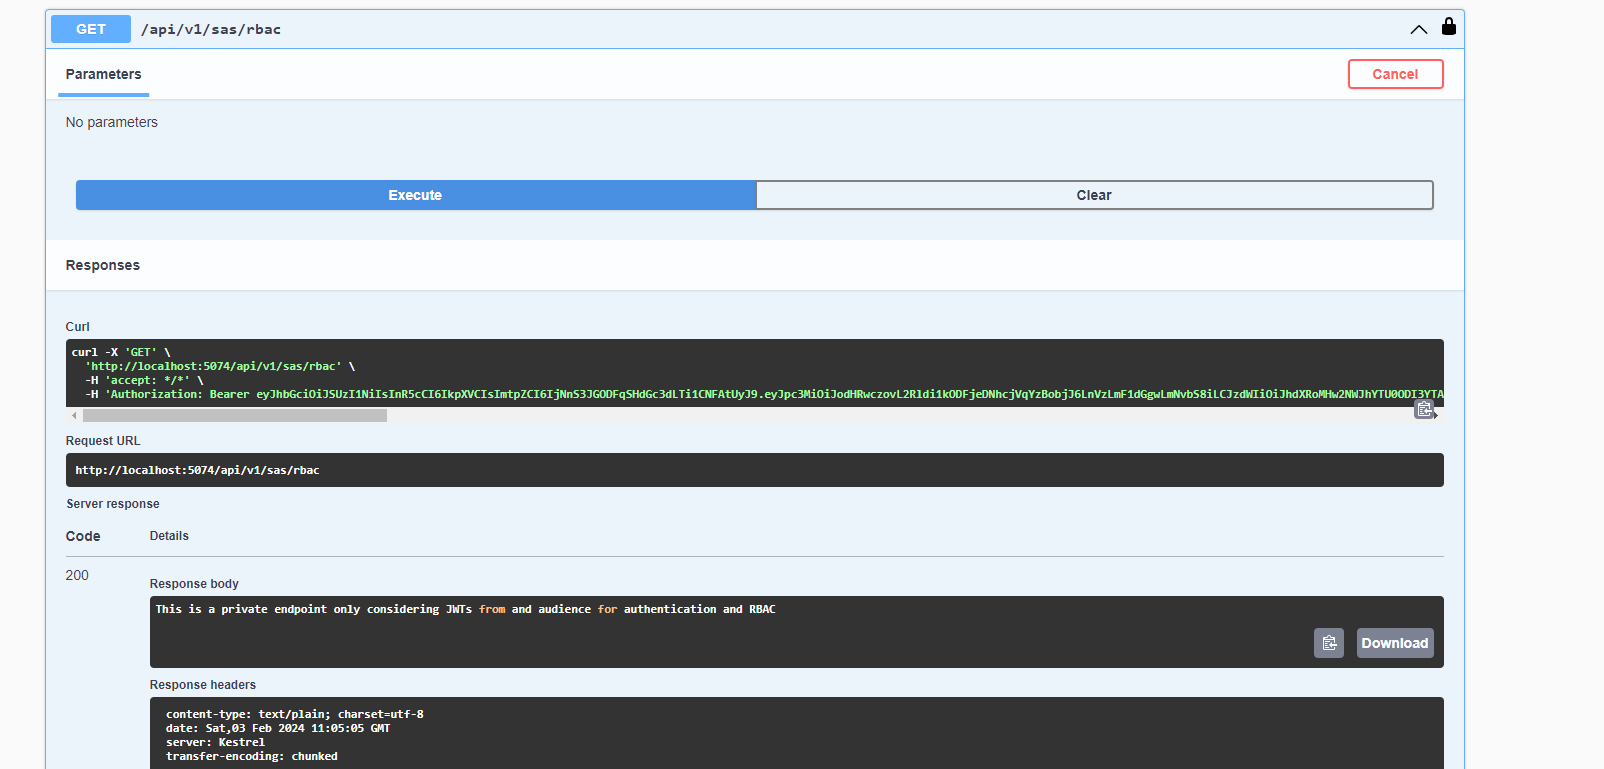 GET /api/v1/sas/rbac
Parameters
Cancel
No parameters
Execute
Clear
Responses
Curl
curl -X 'GET' \
'http://localhost:5074/api/v1/sas/rbac' \
-H 'accept: */*' \
-H 'Authorization: Bearer
Request URL
http://localhost:5074/api/v1/sas/rbac
Server response
Code
Details
200
Response body
This is a private endpoint only considering JWTs from and audience for authentication and RBAC
Download
Response headers
content-type: text/plain; charset=utf-8
date: Sat,03 Feb 2024 11:05:05 GMT
server: Kestrel
transfer-encoding: chunked